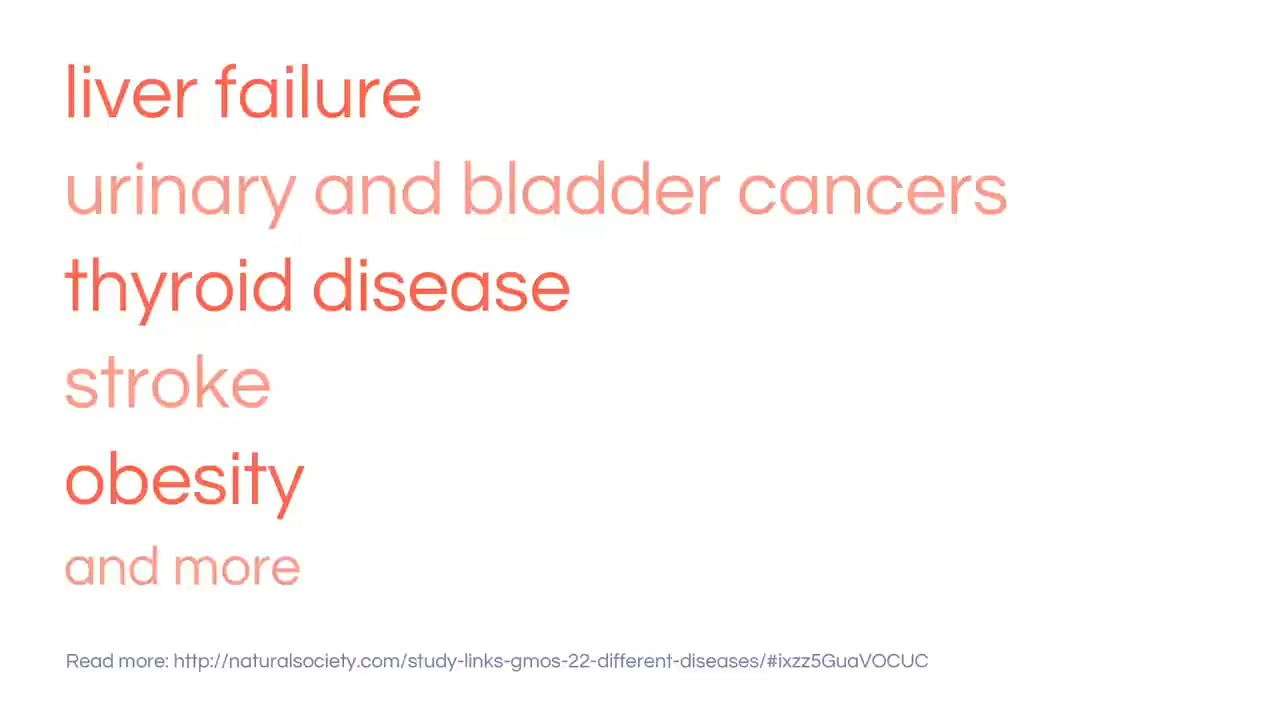 liver failure
urinary and bladder cancers
thyroid disease
stroke
obesity
and more
Read more: http://naturalsociety.com/study-links-gmos-22-different-diseases/#ixzz5GuaVOCUC